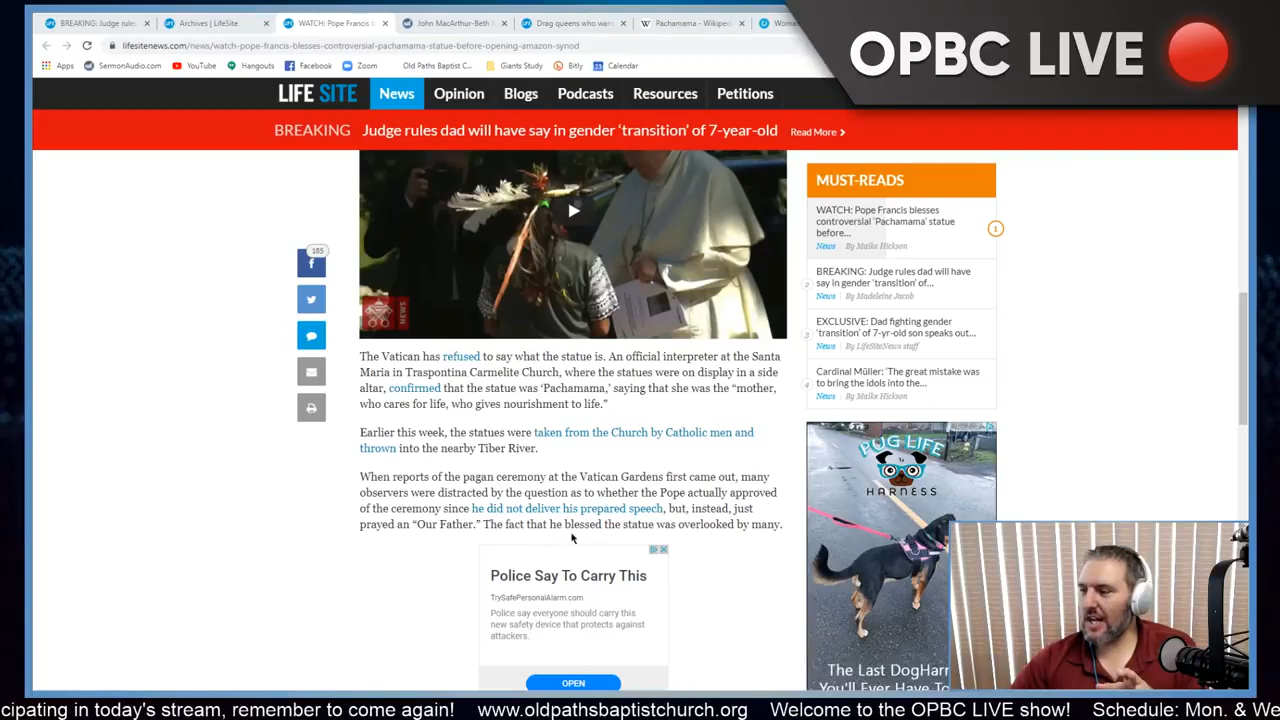 BREAKING: Judge rules
Archives | LifeSite
WATCH: Pope Francis b
John MacArthur-Beth M
Drag queens who wan
Pachamama - Wikiped
Wom
OPBC LIVE
lifesitenews.com/news/watch-pope-francis-blesses-controversial-pachamama-statue-before-opening-amazon-synod
Apps
SermonAudio.com
YouTube
Hangouts
Facebook
Zoom
Old Paths Baptist C...
Giants Study
Bitly
Calendar
LIFE SITE
News
Opinion
Blogs
Podcasts
Resources
Petitions
BREAKING Judge rules dad will have say in gender ‘transition’ of 7-year-old Read More
185
NEWS
The Vatican has refused to say what the statue is. An official interpreter at the Santa
Maria in Traspontina Carmelite Church, where the statues were on display in a side
altar, confirmed that the statue was ‘Pachamama,’ saying that she was the “mother,
who cares for life, who gives nourishment to life.”
Earlier this week, the statues were taken from the Church by Catholic men and
thrown into the nearby Tiber River.
When reports of the pagan ceremony at the Vatican Gardens first came out, many
observers were distracted by the question as to whether the Pope actually approved
of the ceremony since he did not deliver his prepared speech, but, instead, just
prayed an “Our Father.” The fact that he blessed the statue was overlooked by many.
Police Say To Carry This
TrySafePersonalAlarm.com
Police say everyone should carry this
new safety device that protects against
attackers.
OPEN
MUST-READS
WATCH: Pope Francis blesses
controversial ‘Pachamama’ statue
before...
News By Maike Hickson
1
BREAKING: Judge rules dad will have
say in gender ‘transition’ of...
2
News By Madeleine Jacob
EXCLUSIVE: Dad fighting gender
‘transition’ of 7-yr-old son speaks out...
3
News By LifeSiteNews staff
Cardinal Müller: ‘The great mistake was
to bring the idols into the...
4
News By Maike Hickson
PUG LIFE
HARNESS
The Last DogHarn
You'll Ever Have To
cipating in today's stream, remember to come again! www.oldpathsbaptistchurch.org Welcome to the OPBC LIVE show! Schedule: Mon. & We